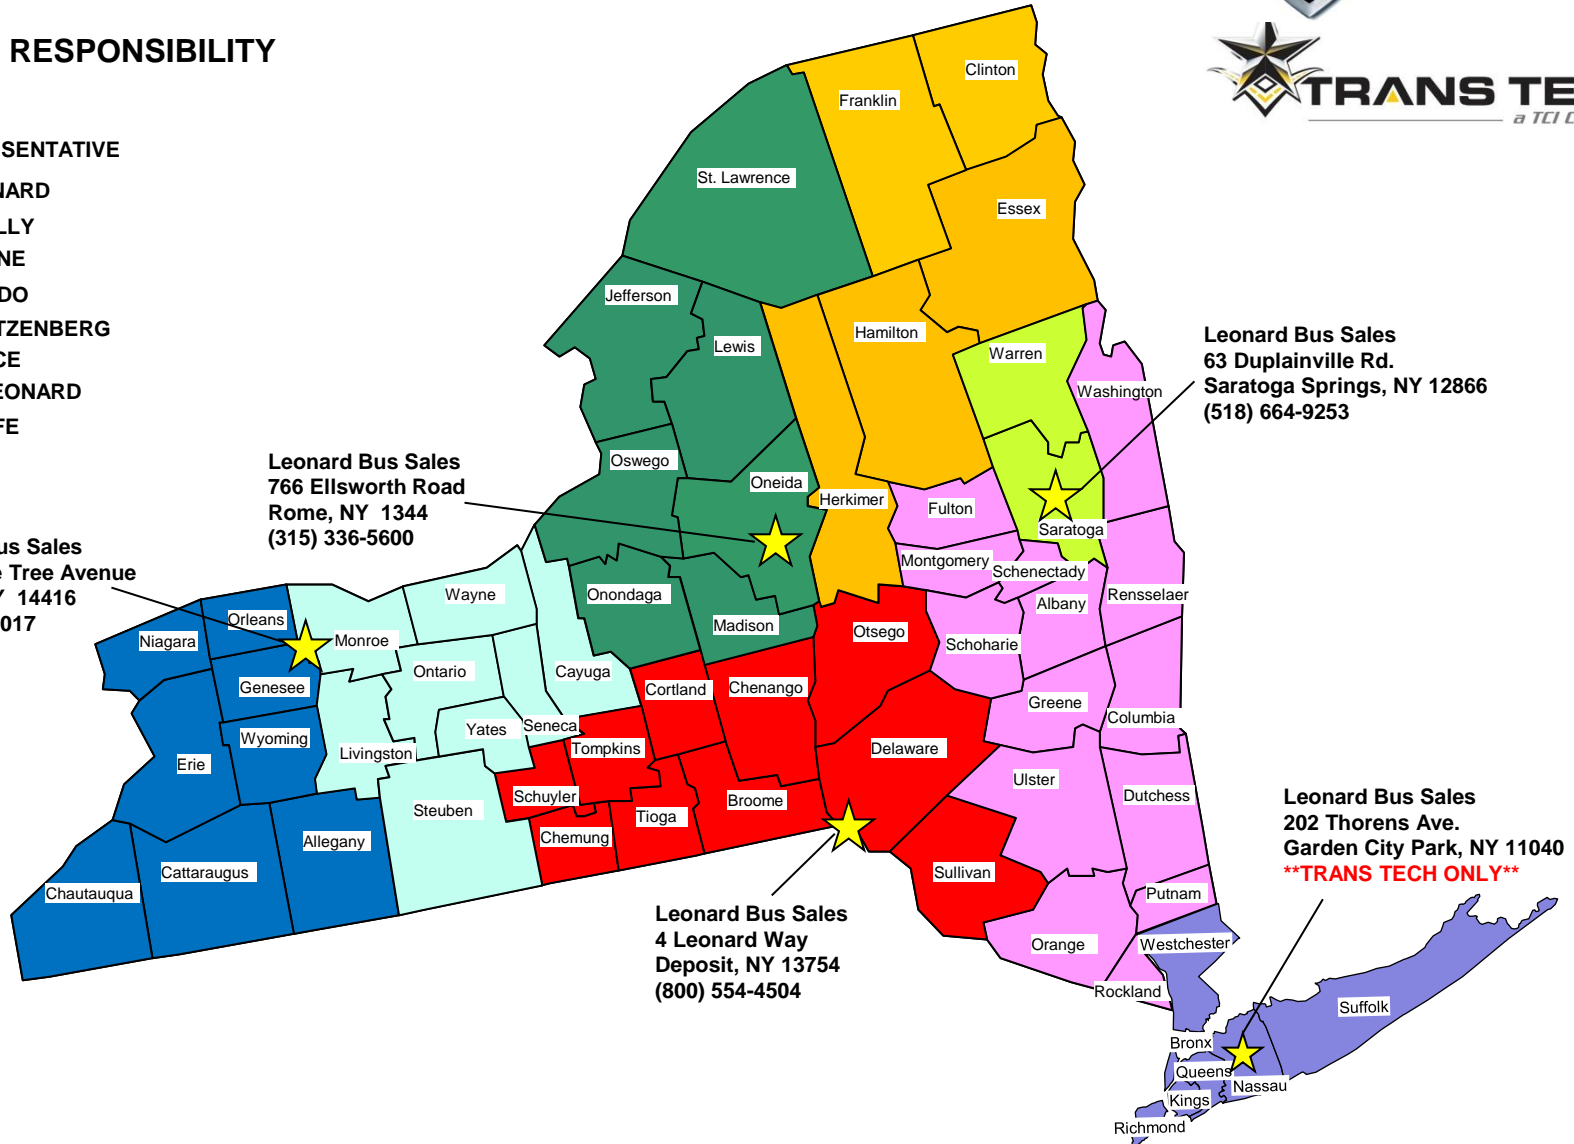 RESPONSIBILITY
TRANS TE
a TCI C
SENTATIVE
NARD
LLY
NE
DO
TZENBERG
CE
EONARD
FE
Clinton
Franklin
St. Lawrence
Essex
Jefferson
Hamilton
Lewis
Warren
Washington
Leonard Bus Sales
63 Duplainville Rd.
Saratoga Springs, NY 12866
(518) 664-9253
Leonard Bus Sales
766 Ellsworth Road
Rome, NY 1344
(315) 336-5600
Oswego
Oneida
Herkimer
Fulton
Saratoga
us Sales
e Tree Avenue
Y 14416
017
Montgomery
Schenectady
Wayne
Onondaga
Albany
Rensselaer
Orleans
Niagara
Monroe
Madison
Otsego
Schoharie
Ontario
Cayuga
Genesee
Cortland
Chenango
Greene
Columbia
Wyoming
Yates
Seneca
Livingston
Tompkins
Delaware
Erie
Ulster
Dutchess
Steuben
Schuyler
Broome
Tioga
Chemung
Allegany
Cattaraugus
Chautauqua
Sullivan
Putnam
Leonard Bus Sales
202 Thorens Ave.
Garden City Park, NY 11040
**TRANS TECH ONLY**
Leonard Bus Sales
4 Leonard Way
Deposit, NY 13754
(800) 554-4504
Orange
Westchester
Rockland
Suffolk
Bronx
Queens
Nassau
Kings
Richmond